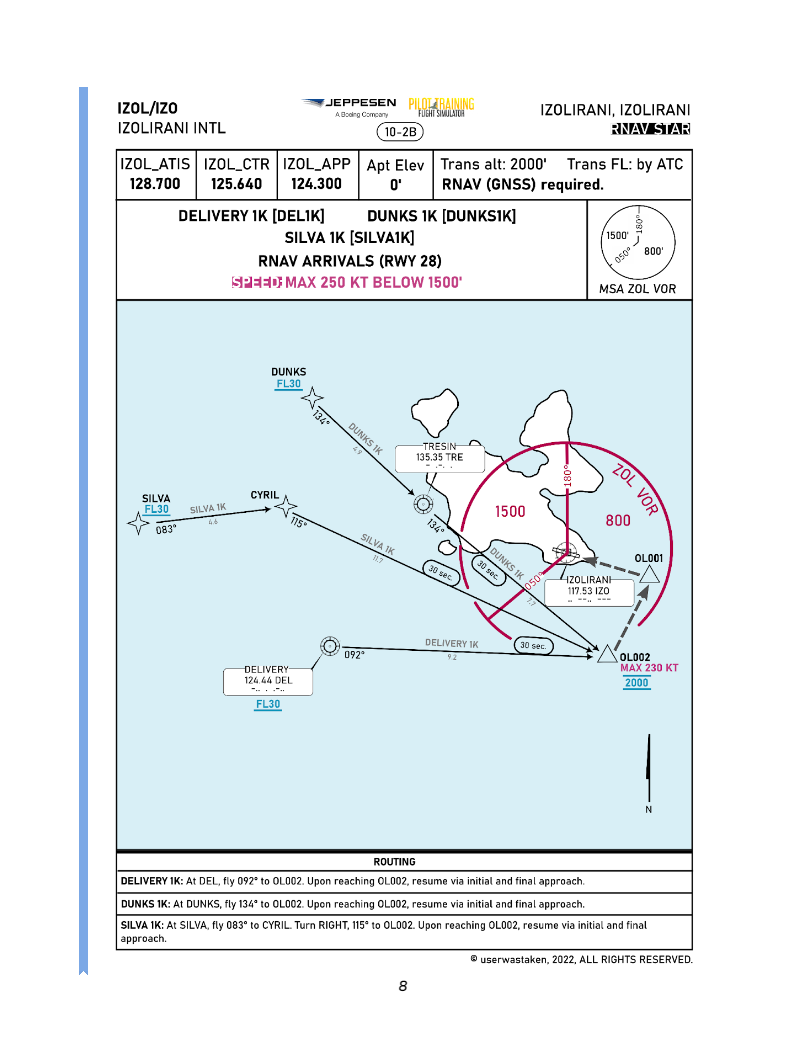 IZOL/IZO
IZOLIRANI INTL
JEPPESEN
A Boeing Company
PILOT TRAINING
FLIGHT SIMULATOR
10-2B
IZOLIRANI, IZOLIRANI
RNAV STAR
IZOL_ATIS
128.700
IZOL_CTR
125.640
IZOL_APP
124.300
Apt Elev
0'
Trans alt: 2000' Trans FL: by ATC
RNAV (GNSS) required.
DELIVERY 1K [DEL1K] DUNKS 1K [DUNKS1K]
SILVA 1K [SILVA1K]
RNAV ARRIVALS (RWY 28)
SPEED: MAX 250 KT BELOW 1500'
1500'
180°
050°
800'
MSA ZOL VOR
DUNKS
FL30
134°
DUNKS 1K
4.9
TRESIN
135.35 TRE
- .-. .
180°
ZOL VOR
1500
800
SILVA
FL30
083°
SILVA 1K
4.6
CYRIL
115°
SILVA 1K
11.7
30 sec.
134°
DUNKS 1K
30 sec.
7.7
050°
IZOLIRANI
117.53 IZO
.. --.. ---
OL001
092°
DELIVERY 1K
9.2
30 sec.
DELIVERY
124.44 DEL
-.. . .-..
FL30
OL002
MAX 230 KT
2000
N
ROUTING
DELIVERY 1K: At DEL, fly 092° to OL002. Upon reaching OL002, resume via initial and final approach.
DUNKS 1K: At DUNKS, fly 134° to OL002. Upon reaching OL002, resume via initial and final approach.
SILVA 1K: At SILVA, fly 083° to CYRIL. Turn RIGHT, 115° to OL002. Upon reaching OL002, resume via initial and final
approach.
© userwastaken, 2022, ALL RIGHTS RESERVED.
8